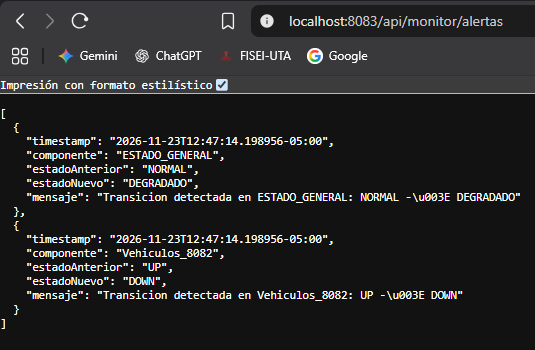 localhost:8083/api/monitor/alertas
Gemini ChatGPT FISEI-UTA Google
Impresión con formato estilístico
[
  {
    "timestamp": "2026-11-23T12:47:14.198956-05:00",
    "componente": "ESTADO_GENERAL",
    "estadoAnterior": "NORMAL",
    "estadoNuevo": "DEGRADADO",
    "mensaje": "Transicion detectada en ESTADO_GENERAL: NORMAL -\u003E DEGRADADO"
  },
  {
    "timestamp": "2026-11-23T12:47:14.198956-05:00",
    "componente": "Vehiculos_8082",
    "estadoAnterior": "UP",
    "estadoNuevo": "DOWN",
    "mensaje": "Transicion detectada en Vehiculos_8082: UP -\u003E DOWN"
  }
]